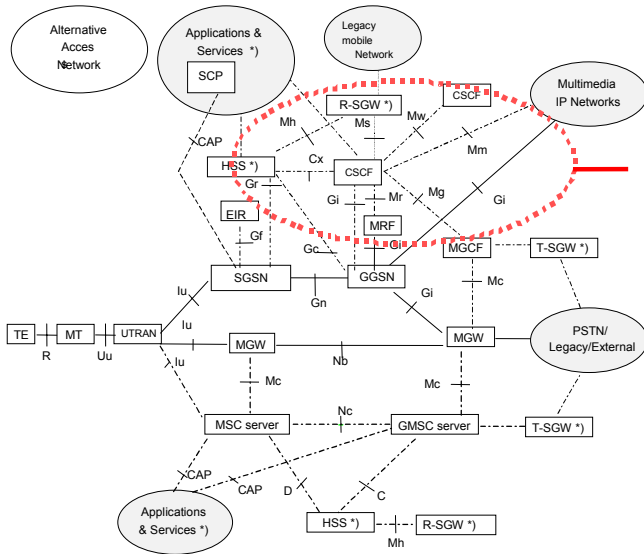 Alternative
Acces
s
Network
Applications &
Services *)
SCP
Legacy
mobile
Network
Multimedia
IP Networks
R-SGW *)
CSCF
Mh
Ms
Mw
Mm
CAP
HSS *)
Cx
CSCF
Gr
Gi
Mr
Mg
Gi
EIR
MRF
Gf
Gc
Gi
MGCF
T-SGW *)
SGSN
GGSN
Iu
Gn
Gi
Mc
Iu
TE
MT
UTRAN
R
Uu
Iu
MGW
Nb
MGW
PSTN/
Legacy/External
Mc
Mc
MSC server
Nc
GMSC server
T-SGW *)
CAP
CAP
D
C
Applications
& Services *)
HSS *)
R-SGW *)
Mh